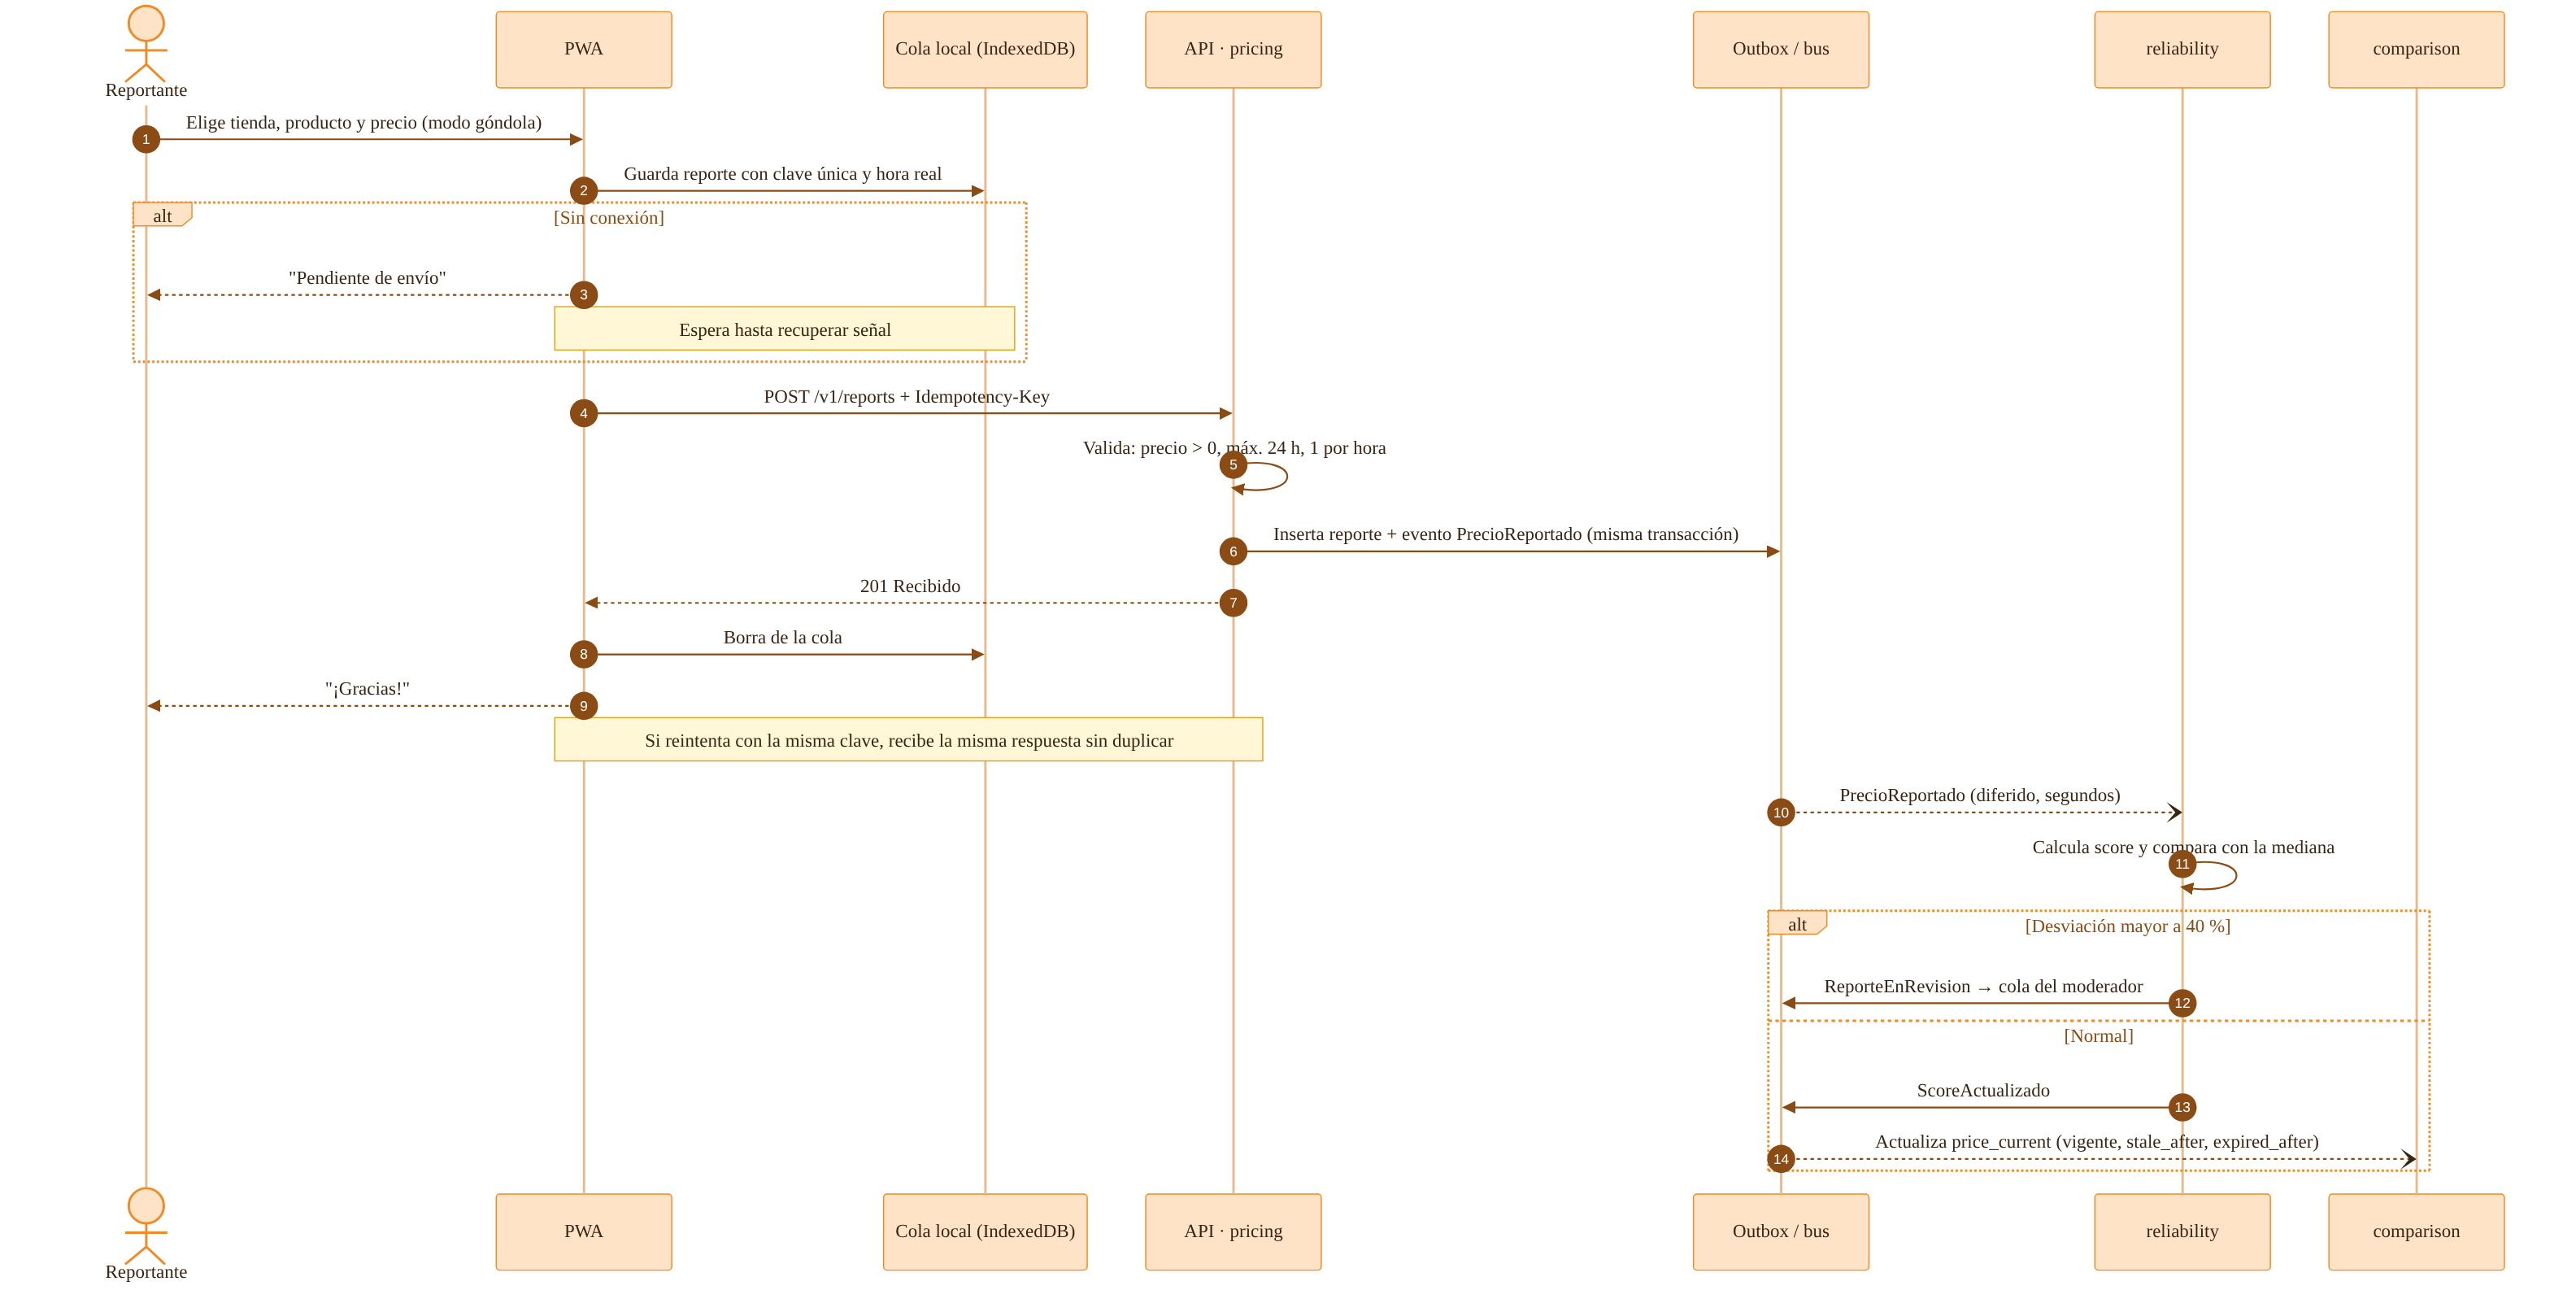 Reportante
PWA
Cola local (IndexedDB)
API · pricing
Outbox / bus
reliability
comparison
1
Elige tienda, producto y precio (modo góndola)
2
Guarda reporte con clave única y hora real
alt
[Sin conexión]
"Pendiente de envío"
3
Espera hasta recuperar señal
4
POST /v1/reports + Idempotency-Key
Valida: precio > 0, máx. 24 h, 1 por hora
5
6
Inserta reporte + evento PrecioReportado (misma transacción)
201 Recibido
7
8
Borra de la cola
"¡Gracias!"
9
Si reintenta con la misma clave, recibe la misma respuesta sin duplicar
10
PrecioReportado (diferido, segundos)
Calcula score y compara con la mediana
11
alt
[Desviación mayor a 40 %]
ReporteEnRevision → cola del moderador
12
[Normal]
ScoreActualizado
13
14
Actualiza price_current (vigente, stale_after, expired_after)
Reportante
PWA
Cola local (IndexedDB)
API · pricing
Outbox / bus
reliability
comparison